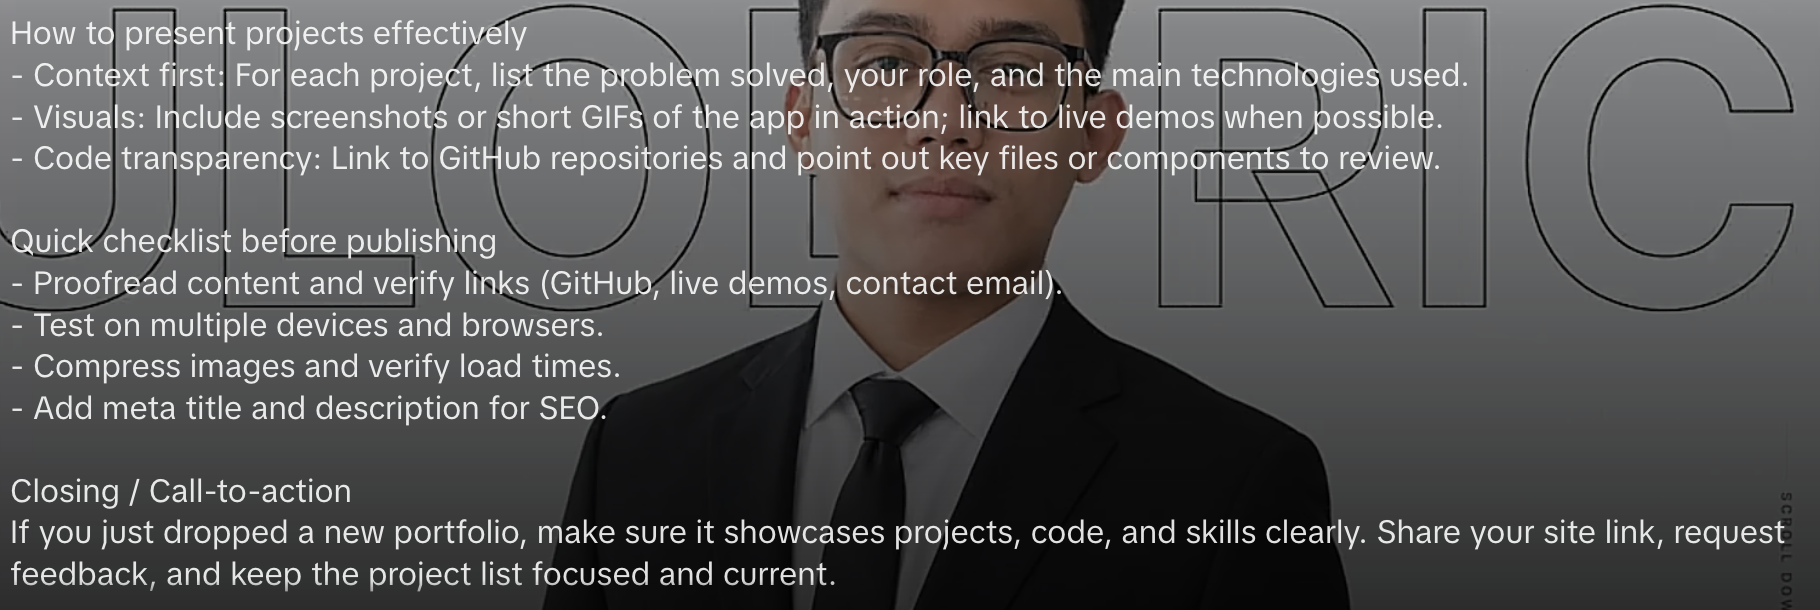 How to present projects effectively
- Context first: For each project, list the problem solved, your role, and the main technologies used.
- Visuals: Include screenshots or short GIFs of the app in action; link to live demos when possible.
- Code transparency: Link to GitHub repositories and point out key files or components to review.
Quick checklist before publishing
- Proofread content and verify links (GitHub, live demos, contact email).
- Test on multiple devices and browsers.
- Compress images and verify load times.
- Add meta title and description for SEO.
Closing / Call-to-action
If you just dropped a new portfolio, make sure it showcases projects, code, and skills clearly. Share your site link, request
feedback, and keep the project list focused and current.
SCROLL